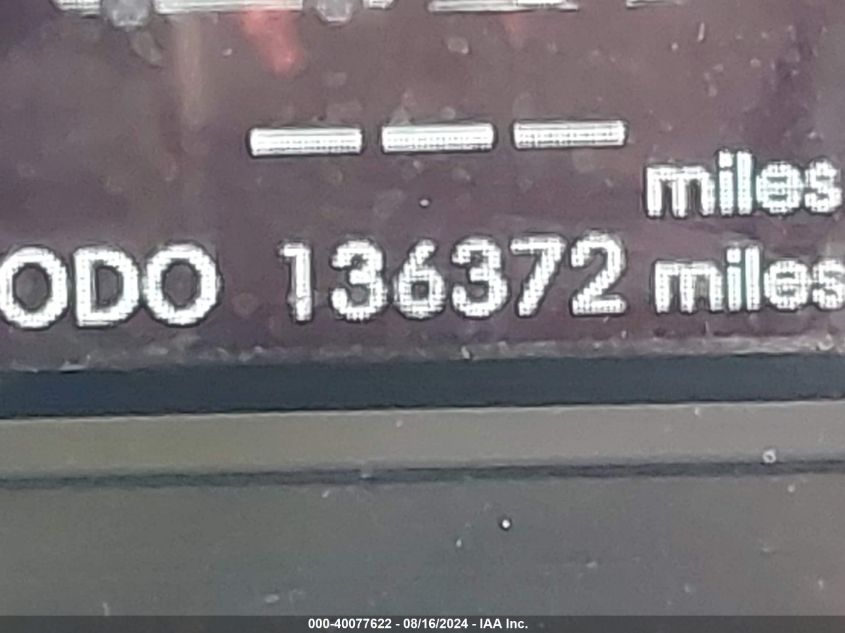 --- miles
ODO 136372 miles
000-40077622 - 08/16/2024 - IAA Inc.